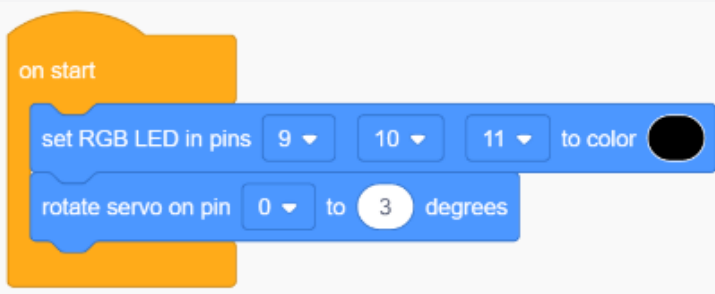 on start
set RGB LED in pins 9 10 11 to color
rotate servo on pin 0 to 3 degrees